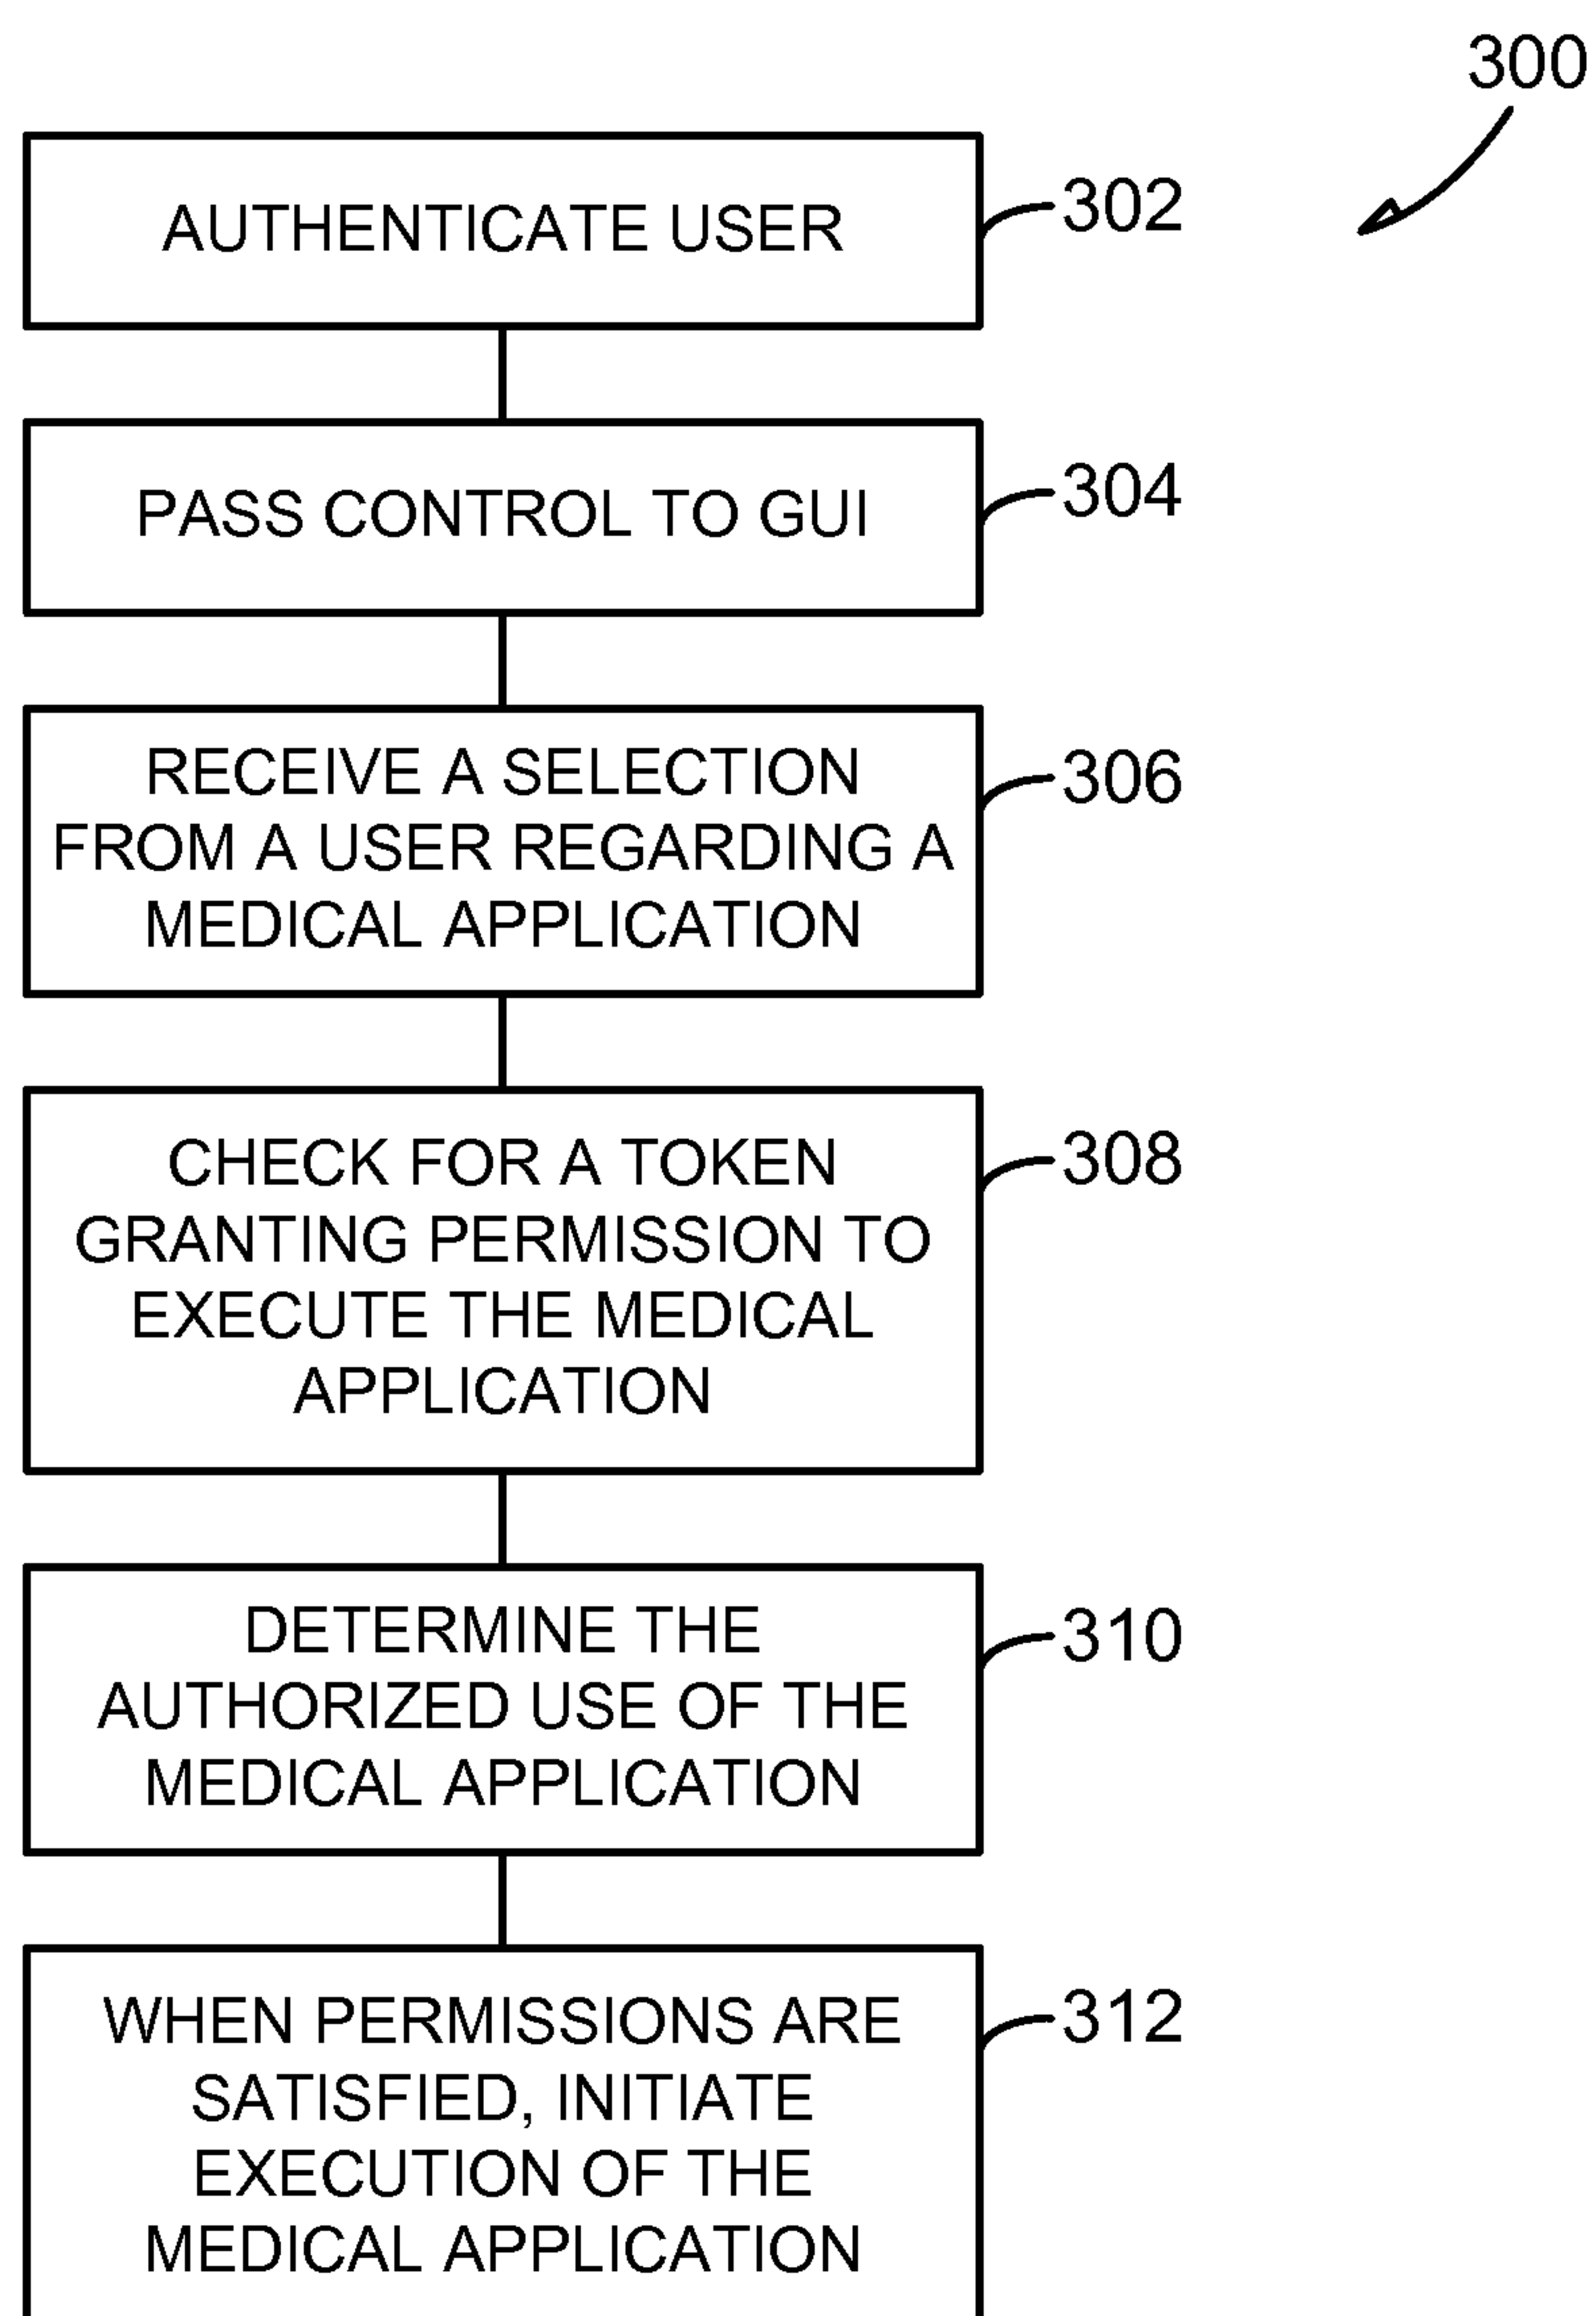 300
AUTHENTICATE USER
302
PASS CONTROL TO GUI
304
RECEIVE A SELECTION
FROM A USER REGARDING A
MEDICAL APPLICATION
306
CHECK FOR A TOKEN
GRANTING PERMISSION TO
EXECUTE THE MEDICAL
APPLICATION
308
DETERMINE THE
AUTHORIZED USE OF THE
MEDICAL APPLICATION
310
WHEN PERMISSIONS ARE
SATISFIED, INITIATE
EXECUTION OF THE
MEDICAL APPLICATION
312